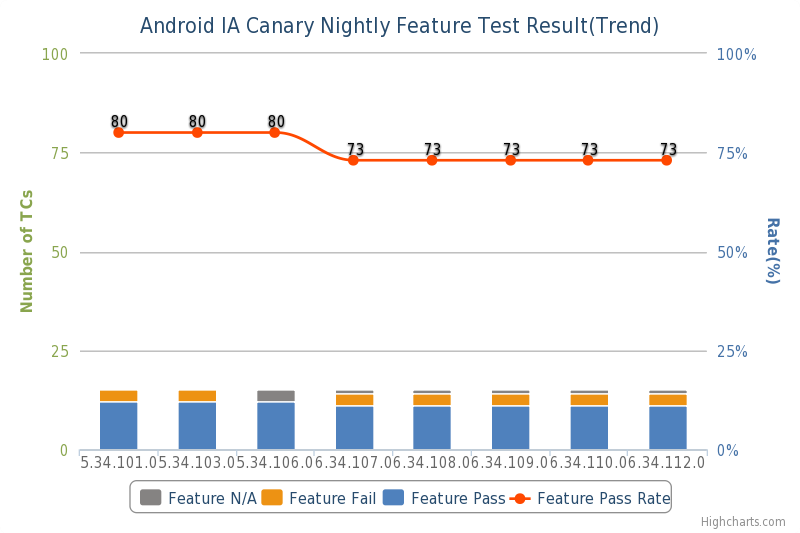 Android IA Canary Nightly Feature Test Result(Trend)
100
100%
80 80 80
75
73 73 73 73 73
75%
Number of TCs
Rate(%)
50
50%
25
25%
0
0%
5.34.101.0 5.34.103.0 5.34.106.0 6.34.107.0 6.34.108.0 6.34.109.0 6.34.110.0 6.34.112.0
Feature N/A Feature Fail Feature Pass Feature Pass Rate
Highcharts.com